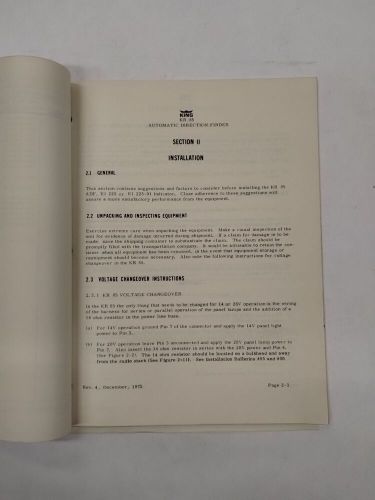 KING
KR 85
AUTOMATIC DIRECTION FINDER
SECTION II
INSTALLATION
2.1 GENERAL
This section contains suggestions and factors to consider before installing the KR 85
ADF, KI 225 or, KI 225-01 Indicator. Close adherence to these suggestions will
assure a more satisfactory performance from the equipment.
2.2 UNPACKING AND INSPECTING EQUIPMENT
Exercise extreme care when unpacking the equipment. Make a visual inspection of the
unit for evidence of damage incurred during shipment. If a claim for damage is to be
made, save the shipping container to substantiate the claim. The claim should be
promptly filed with the transportation company. It would be advisable to retain the con-
tainer when all equipment has been removed, in the event that equipment storage or
reshipment should become necessary. Also note the following instructions for voltage
changeover in the KR 85.
2.3 VOLTAGE CHANGEOVER INSTRUCTIONS
2.3.1 KR 85 VOLTAGE CHANGEOVER
In the KR 85 the only thing that needs to be changed for 14 or 28V operation is the wiring
of the harness for series or parallel operation of the panel lamps and the addition of a
ohm resistor in the power line base.
(a) For 14V operation ground Pin 7 of the connector and apply the 14V panel light
power to Pin
(b) For 28V operation leave Pin 7 unconnected and apply the 28V panel lamp power to
Pin 7. Also insert the ohm resistor in series with the 28V power and Pin
(See Figure 2-2). The ohm resistor should be located on a bulkhead and away
from the radio stack (See Figure 2-11). See Installation Bulletins and
Rev. 4, December, 1975
Page 2-1